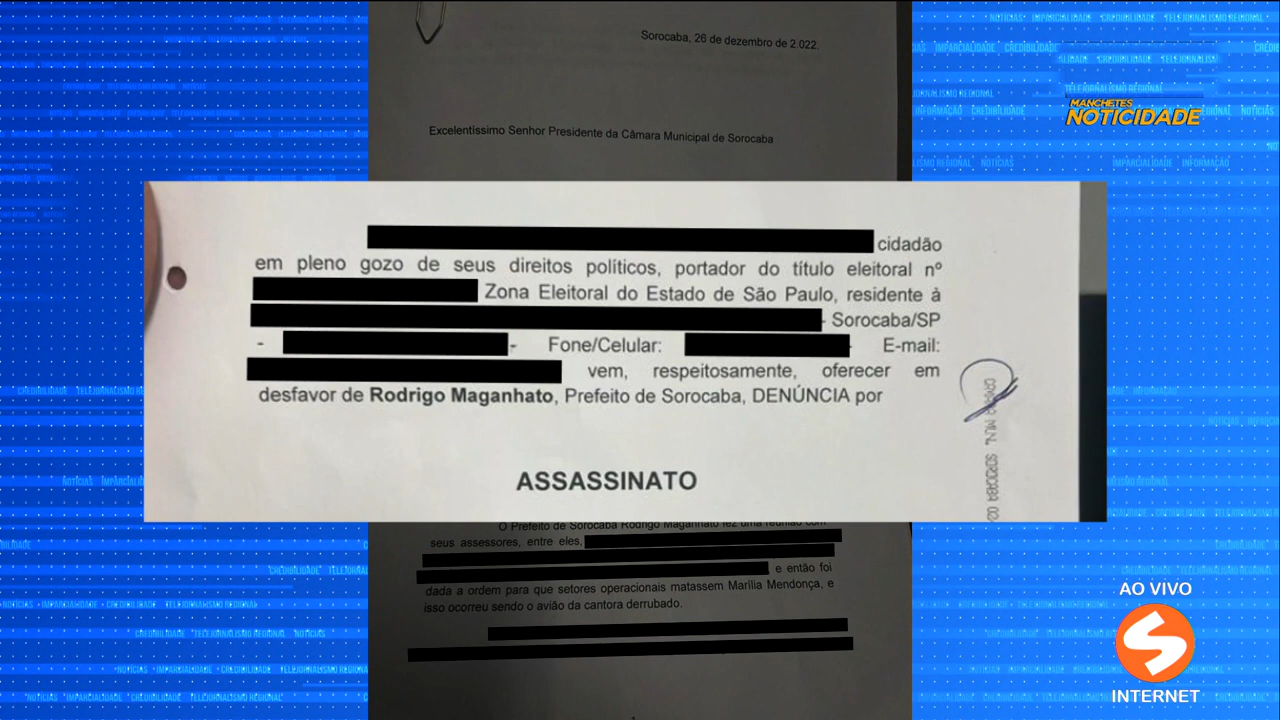 Sorocaba, 26 de dezembro de 2.022.
MANCHETES
NOTICIDADE
Excelentissimo Senhor Presidente da Câmara Municipal de Sorocaba
cidadão
em pleno gozo de seus direitos políticos, portador do título eleitoral nº
Zona Eleitoral do Estado de São Paulo, residente à
- Sorocaba/SP
- - Fone/Celular: - E-mail:
vem, respeitosamente, oferecer em
desfavor de Rodrigo Maganhato, Prefeito de Sorocaba, DENÚNCIA por
ASSASSINATO
O Prefeito de Sorocaba Rodrigo Maganhato fez uma reunião com
seus assessores, entre eles,
e então foi
dada a ordem para que setores operacionais matassem Marília Mendonça, e
isso ocorreu sendo o avião da cantora derrubado.
AO VIVO
S
INTERNET